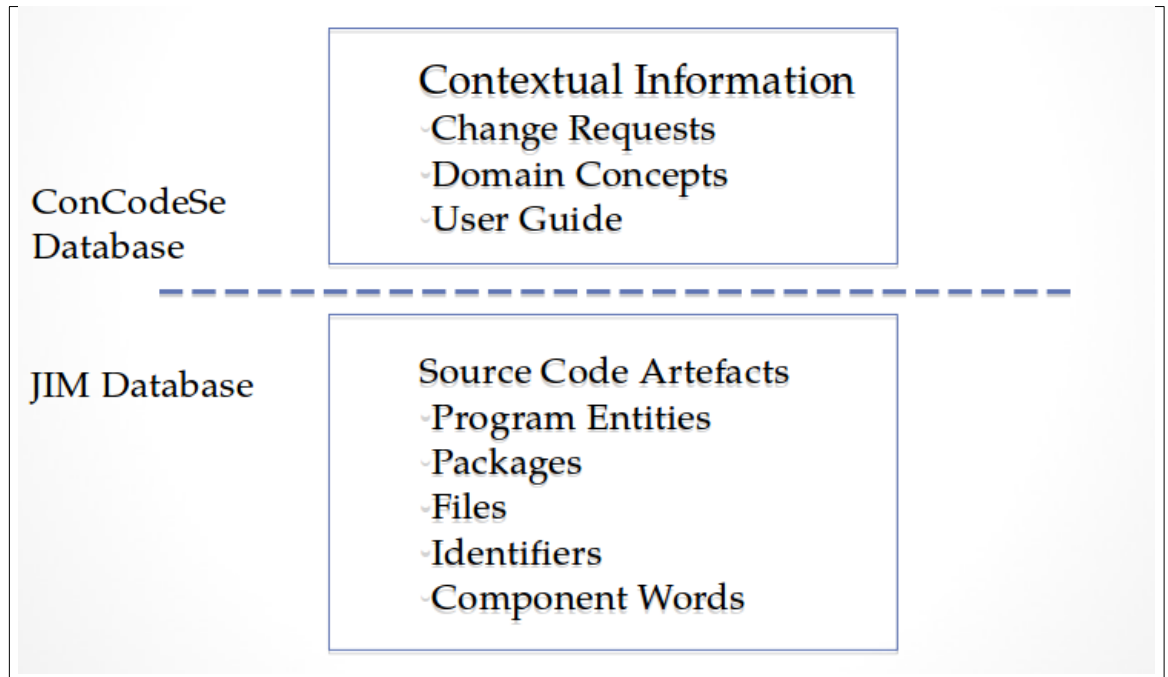 Contextual Information
Change Requests
Domain Concepts
User Guide
ConCodeSe
Database
JIM Database
Source Code Artefacts
Program Entities
Packages
Files
Identifiers
Component Words